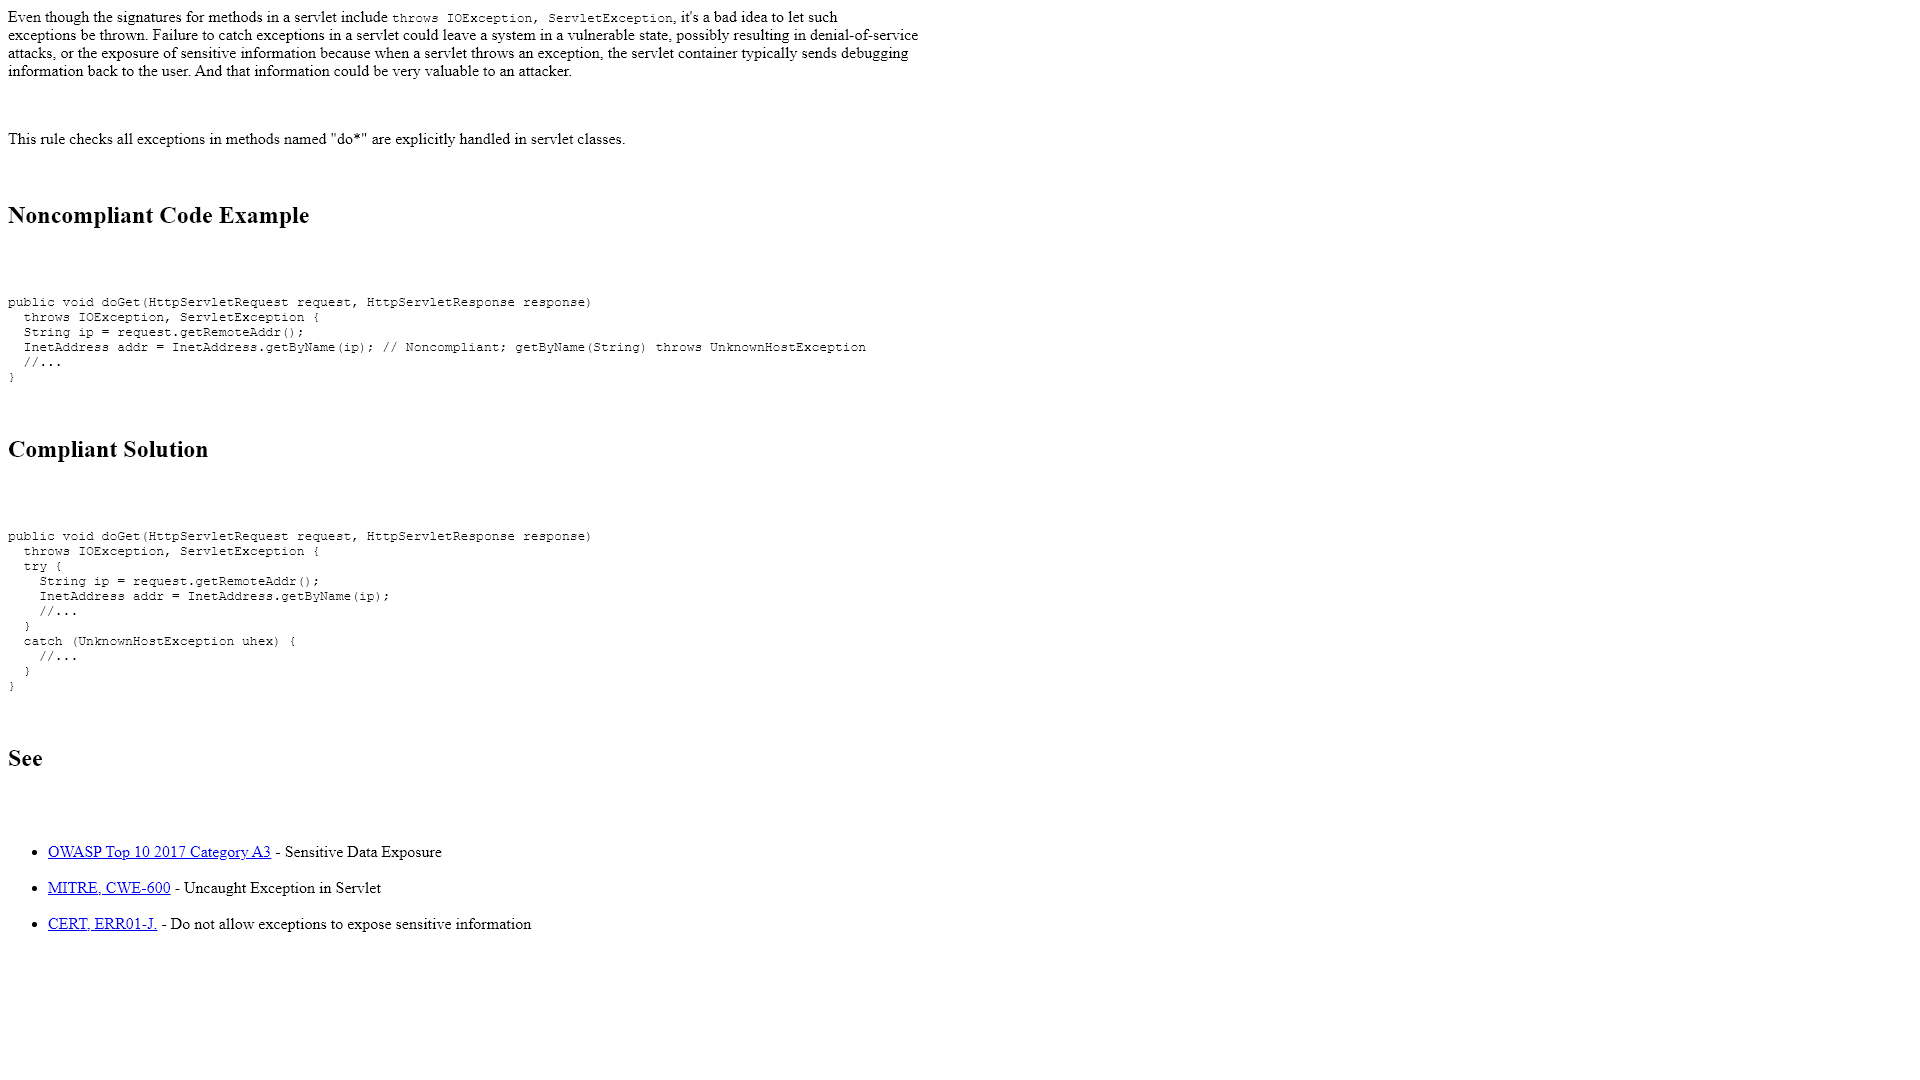 Even though the signatures for methods in a servlet include throws IOException, ServletException, it's a bad idea to let such
exceptions be thrown. Failure to catch exceptions in a servlet could leave a system in a vulnerable state, possibly resulting in denial-of-service
attacks, or the exposure of sensitive information because when a servlet throws an exception, the servlet container typically sends debugging
information back to the user. And that information could be very valuable to an attacker.
This rule checks all exceptions in methods named "do*" are explicitly handled in servlet classes.
Noncompliant Code Example
public void doGet(HttpServletRequest request, HttpServletResponse response)
  throws IOException, ServletException {
  String ip = request.getRemoteAddr();
  InetAddress addr = InetAddress.getByName(ip); // Noncompliant; getByName(String) throws UnknownHostException
  //...
}
Compliant Solution
public void doGet(HttpServletRequest request, HttpServletResponse response)
  throws IOException, ServletException {
  try {
    String ip = request.getRemoteAddr();
    InetAddress addr = InetAddress.getByName(ip);
    //...
  }
  catch (UnknownHostException uhex) {
    //...
  }
}
See
• OWASP Top 10 2017 Category A3 - Sensitive Data Exposure
• MITRE, CWE-600 - Uncaught Exception in Servlet
• CERT, ERR01-J. - Do not allow exceptions to expose sensitive information